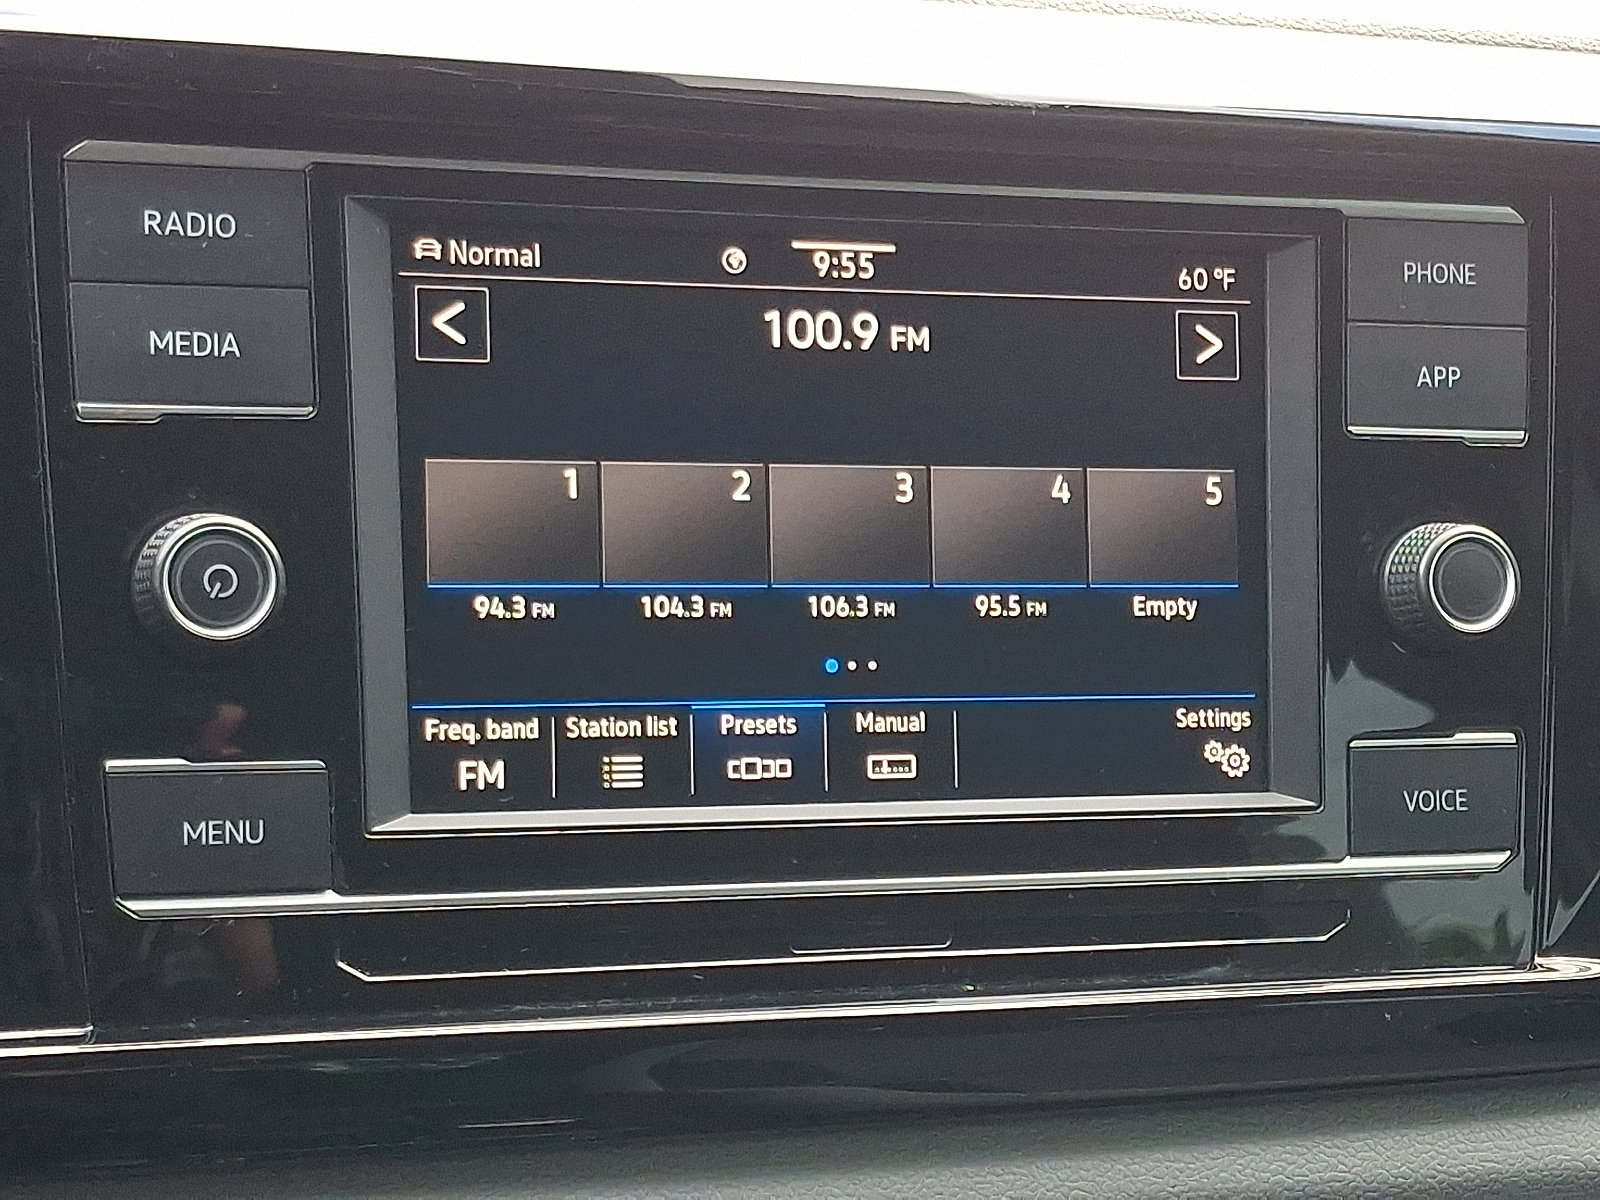 RADIO
MEDIA
MENU
Normal
9:55
60 °F
<
100.9 FM
>
1
2
3
4
5
94.3 FM
104.3 FM
106.3 FM
95.5 FM
Empty
Freq. band
FM
Station list
Presets
Manual
Settings
PHONE
APP
VOICE